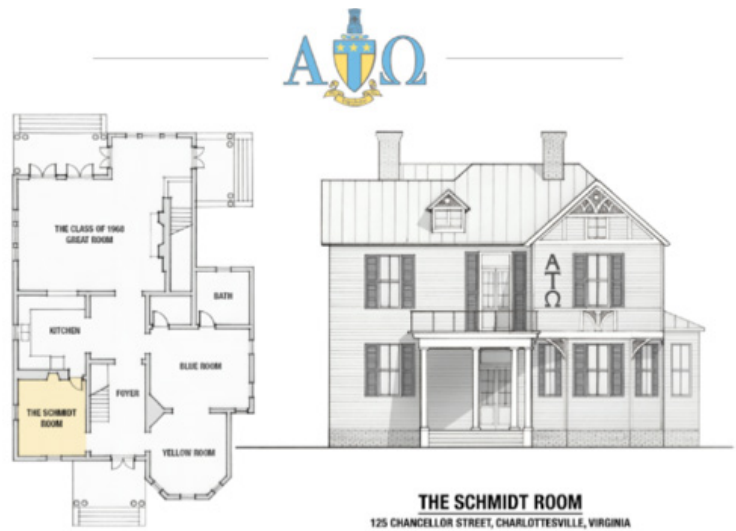 ΑΤΩ
THE CLASS OF 1968
GREAT ROOM
BATH
KITCHEN
BLUE ROOM
FOYER
THE SCHMIDT
ROOM
YELLOW ROOM
Α
Τ
Ω
THE SCHMIDT ROOM
125 CHANCELLOR STREET, CHARLOTTESVILLE, VIRGINIA